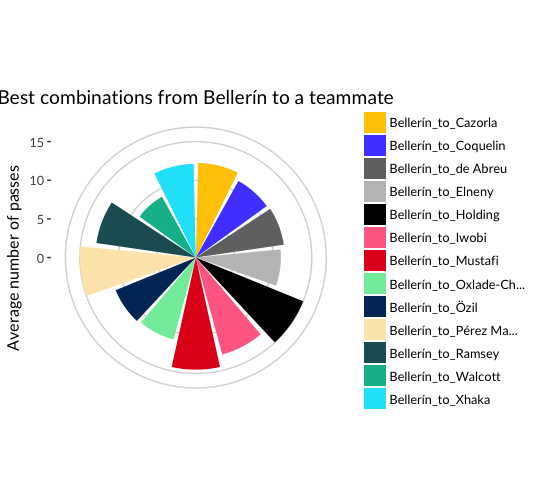 Best combinations from Bellerín to a teammate
Average number of passes
15
10
5
0
Bellerín_to_Cazorla
Bellerín_to_Coquelin
Bellerín_to_de Abreu
Bellerín_to_Elneny
Bellerín_to_Holding
Bellerín_to_Iwobi
Bellerín_to_Mustafi
Bellerín_to_Oxlade-Ch...
Bellerín_to_Özil
Bellerín_to_Pérez Ma...
Bellerín_to_Ramsey
Bellerín_to_Walcott
Bellerín_to_Xhaka